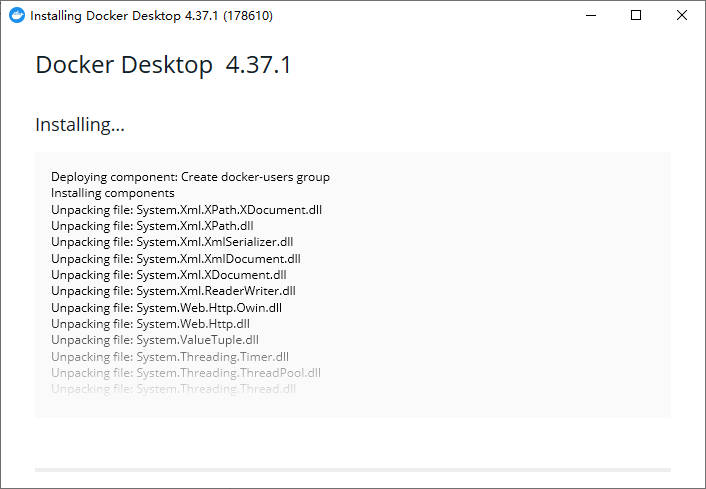 Installing Docker Desktop 4.37.1 (178610)
Docker Desktop 4.37.1
Installing...
Deploying component: Create docker-users group
Installing components
Unpacking file: System.Xml.XPath.XDocument.dll
Unpacking file: System.Xml.XPath.dll
Unpacking file: System.Xml.XmlSerializer.dll
Unpacking file: System.Xml.XmlDocument.dll
Unpacking file: System.Xml.XDocument.dll
Unpacking file: System.Xml.ReaderWriter.dll
Unpacking file: System.Web.Http.Owin.dll
Unpacking file: System.Web.Http.dll
Unpacking file: System.ValueTuple.dll
Unpacking file: System.Threading.Timer.dll
Unpacking file: System.Threading.ThreadPool.dll
Unpacking file: System.Threading.Thread.dll